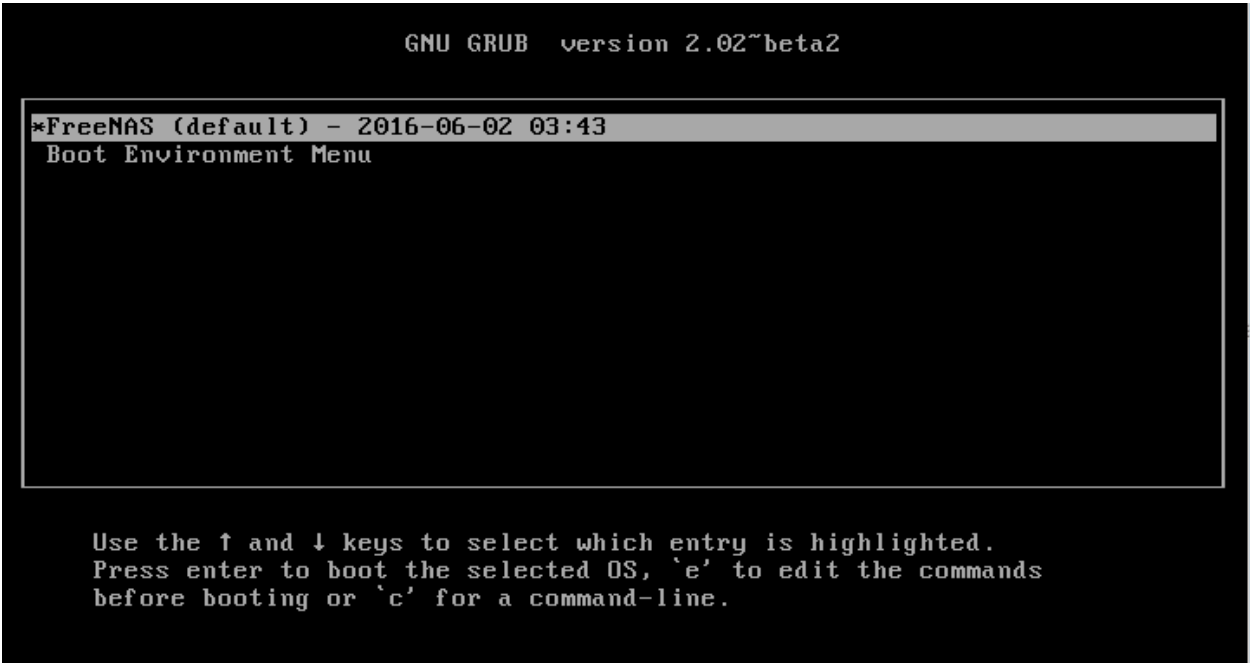 GNU GRUB  version 2.02~beta2
*FreeNAS (default) - 2016-06-02 03:43
Boot Environment Menu
Use the ↑ and ↓ keys to select which entry is highlighted.
Press enter to boot the selected OS, `e' to edit the commands
before booting or `c' for a command-line.